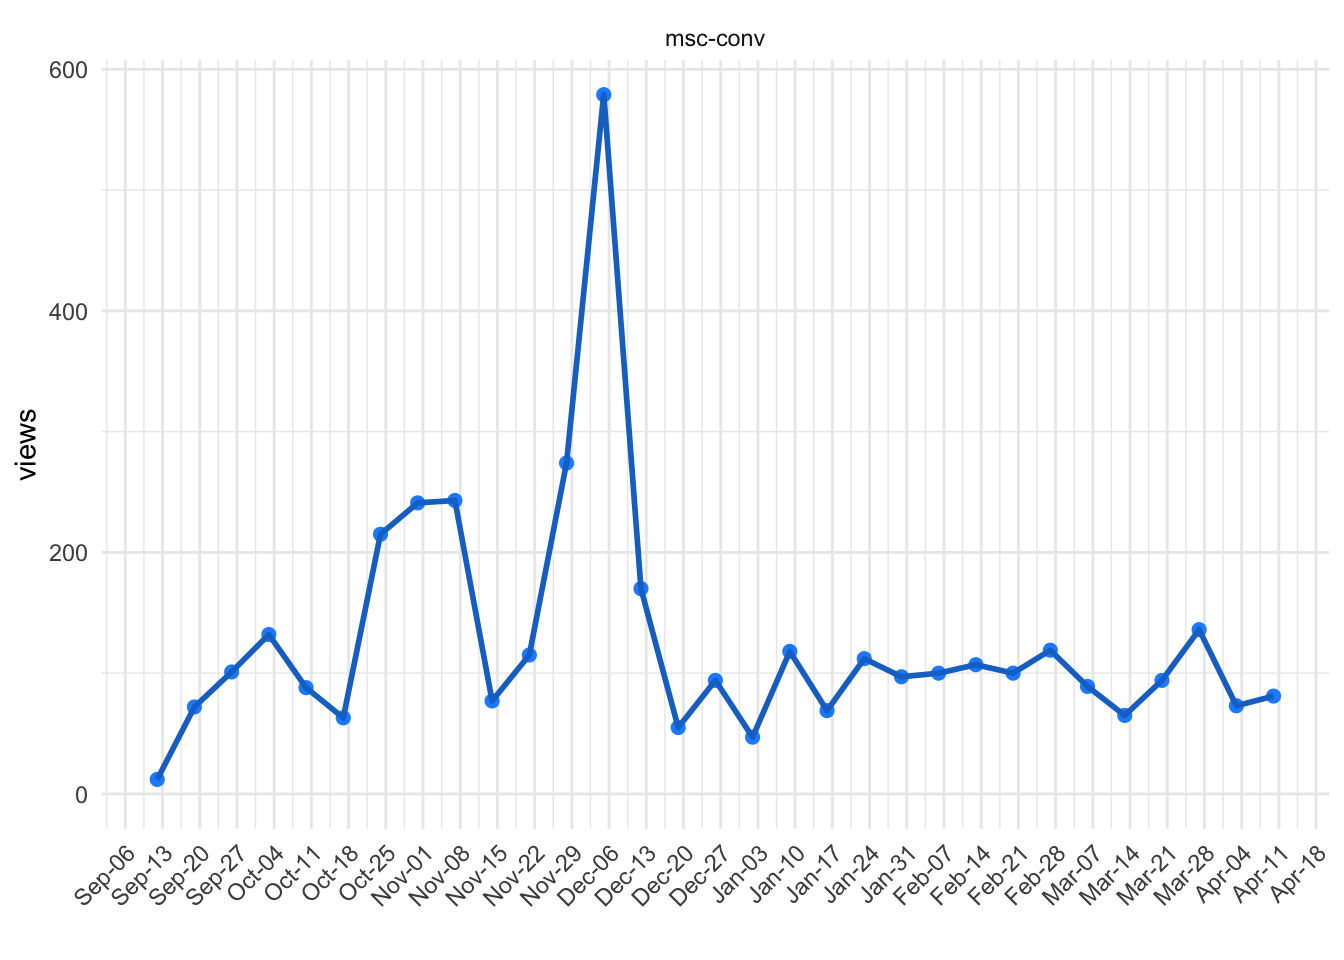 msc-conv
600
400
200
0
views
Sep-06
Sep-13
Sep-20
Sep-27
Oct-04
Oct-11
Oct-18
Oct-25
Nov-01
Nov-08
Nov-15
Nov-22
Nov-29
Dec-06
Dec-13
Dec-20
Dec-27
Jan-03
Jan-10
Jan-17
Jan-24
Jan-31
Feb-07
Feb-14
Feb-21
Feb-28
Mar-07
Mar-14
Mar-21
Mar-28
Apr-04
Apr-11
Apr-18